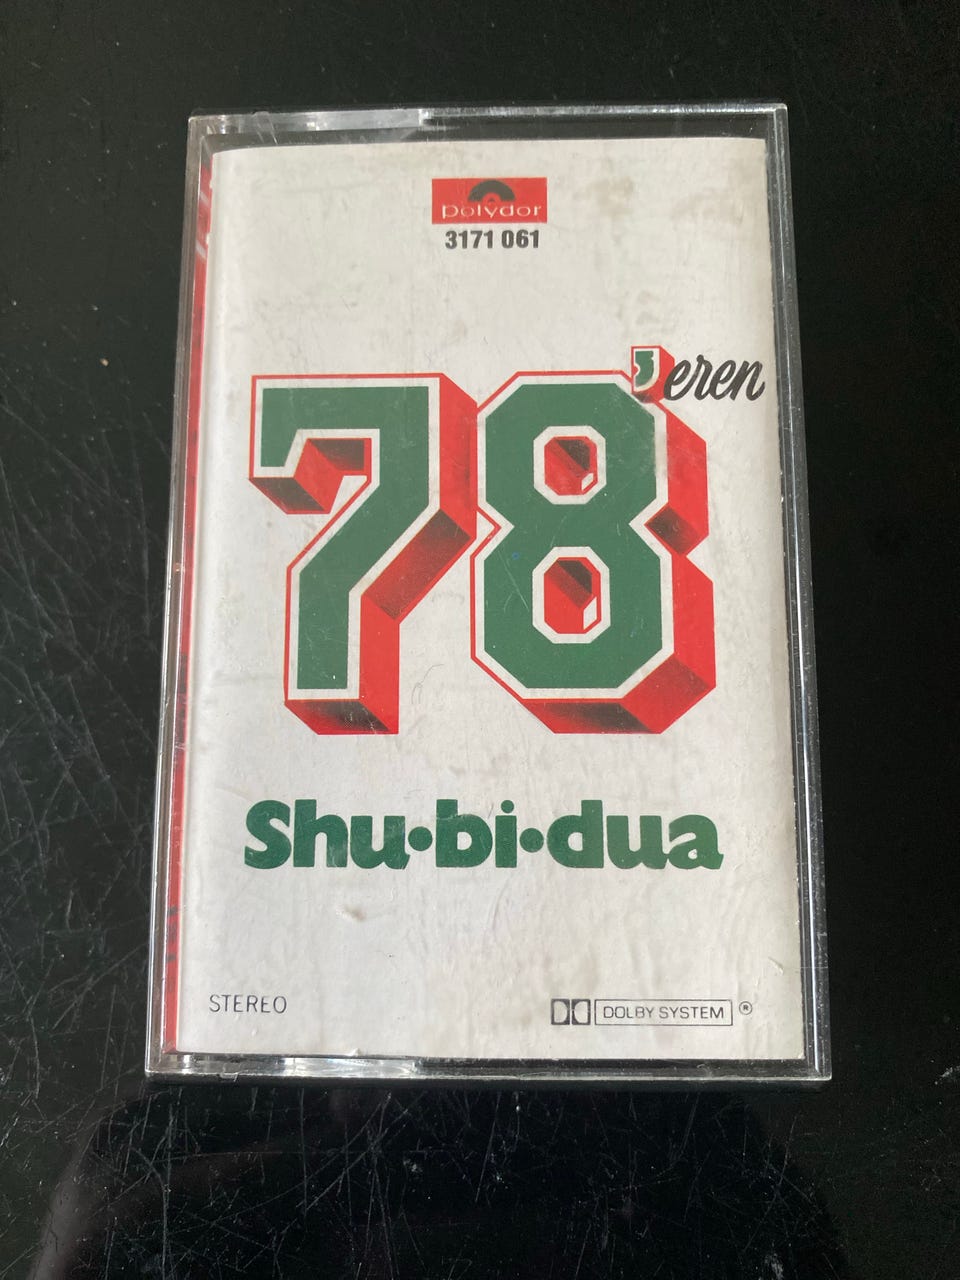 polydor
3171 061
78'eren
Shu·bi·dua
STEREO
DOLBY SYSTEM ®